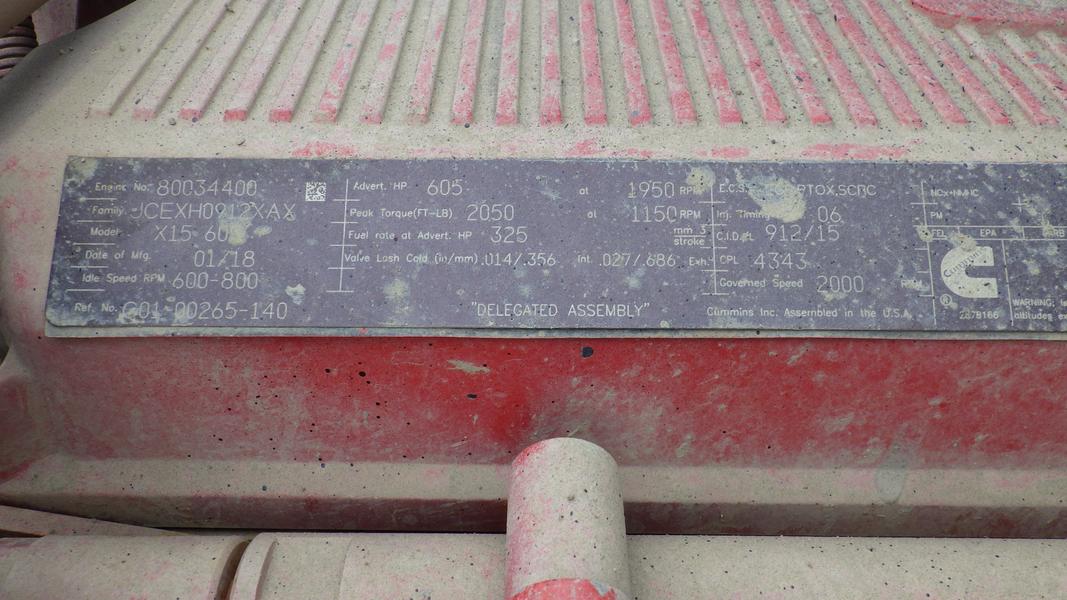 Engine No. 80034400
Family JCEXH0912XAX
Model X15
Date of Mfg. 01/18
Idle Speed RPM 600-800
Ref. No. G01-00265-140
Advert. HP 605 at 1950 RPM
Peak Torque(FT-LB) 2050 at 1150 RPM
Fuel rate at Advert. HP 325 mm3 stroke
Valve Lash Cold (in/mm) .014/.356 Int. .027/.686 Exh.
"DELEGATED ASSEMBLY"
E.C.S.
Inj. Timing .06
C.I.D./L 912/15
CPL 4343
Governed Speed 2000 RPM
Cummins Inc. Assembled in the U.S.A.
NOx+NMHC
PM
FEL EPA
Cummins
®
2878166
WARNING:
altitudes